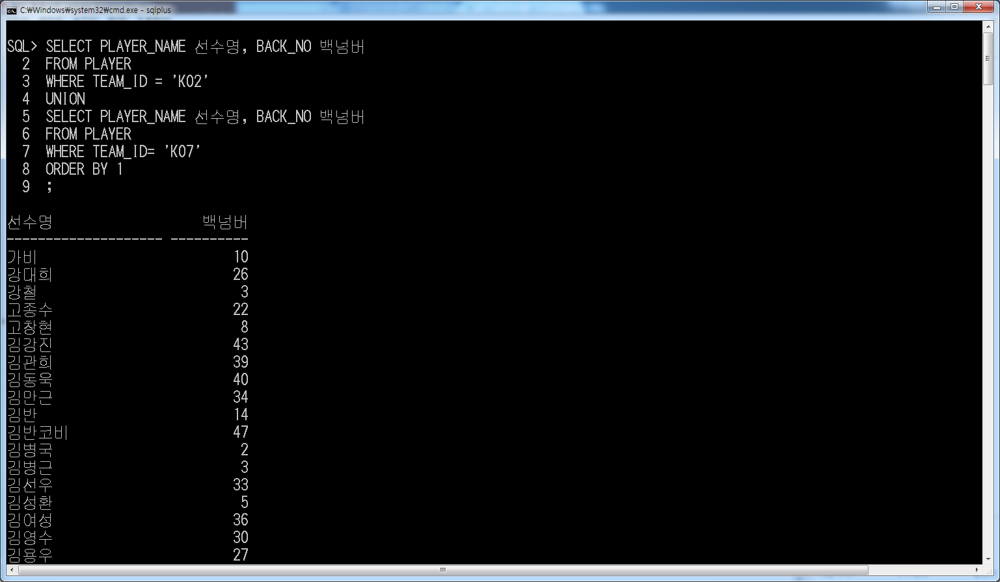 C:₩Windows₩system32₩cmd.exe - sqlplus
SQL> SELECT PLAYER_NAME 선수명, BACK_NO 백넘버
2 FROM PLAYER
3 WHERE TEAM_ID = 'K02'
4 UNION
5 SELECT PLAYER_NAME 선수명, BACK_NO 백넘버
6 FROM PLAYER
7 WHERE TEAM_ID= 'K07'
8 ORDER BY 1
9 ;
선수명 백넘버
-------------------- ----------
가비 10
강대희 26
강철 3
고종수 22
고창현 8
김강진 43
김관희 39
김동욱 40
김만근 34
김반 14
김반코비 47
김병국 2
김병근 3
김선우 33
김성환 5
김여성 36
김영수 30
김용우 27